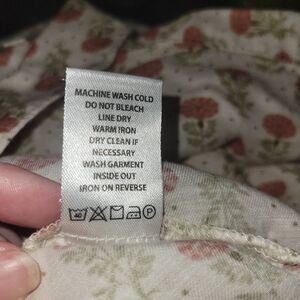 MACHINE WASH COLD
DO NOT BLEACH
LINE DRY
WARM IRON
DRY CLEAN IF
NECESSARY
WASH GARMENT
INSIDE OUT
IRON ON REVERSE
40 P